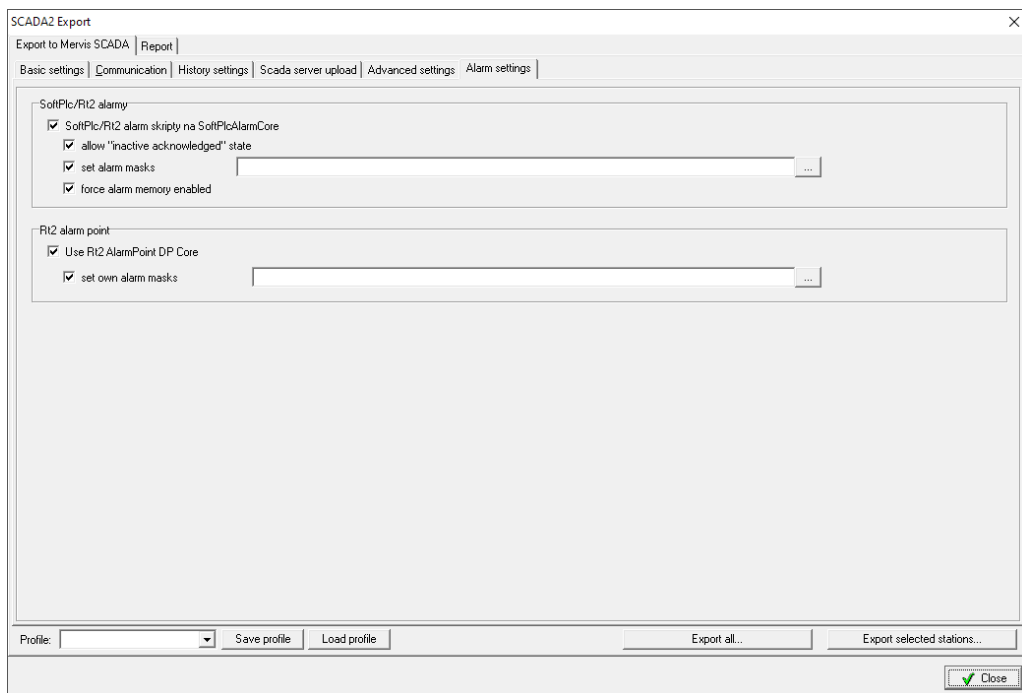 SCADA2 Export
Export to Mervis SCADA Report
Basic settings Communication History settings Scada server upload Advanced settings Alarm settings
SoftPlc/Rt2 alarmy
SoftPlc/Rt2 alarm skripty na SoftPlcAlarmCore
allow "inactive acknowledged" state
set alarm masks ...
force alarm memory enabled
Rt2 alarm point
Use Rt2 AlarmPoint DP Core
set own alarm masks ...
Profile: Save profile Load profile Export all... Export selected stations...
Close